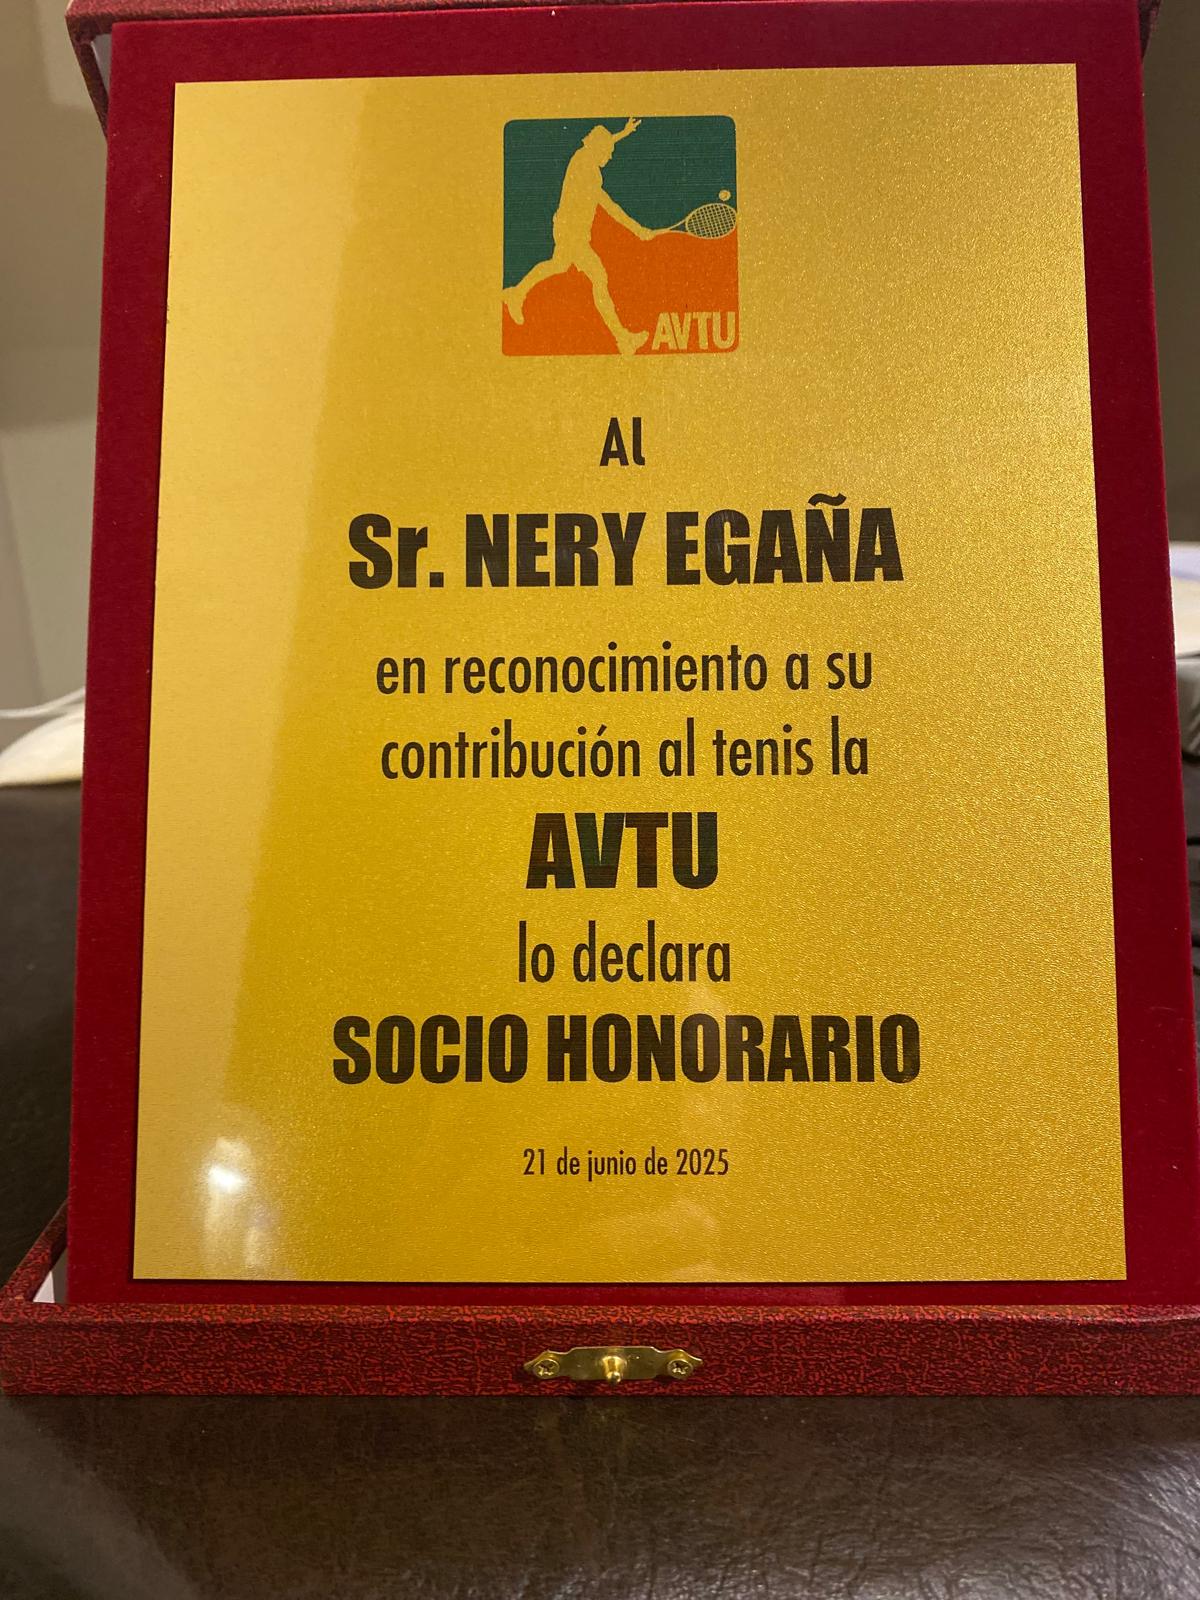 AVTU
Al
Sr. NERY EGAÑA
en reconocimiento a su
contribución al tenis la
AVTU
lo declara
SOCIO HONORARIO
21 de junio de 2025